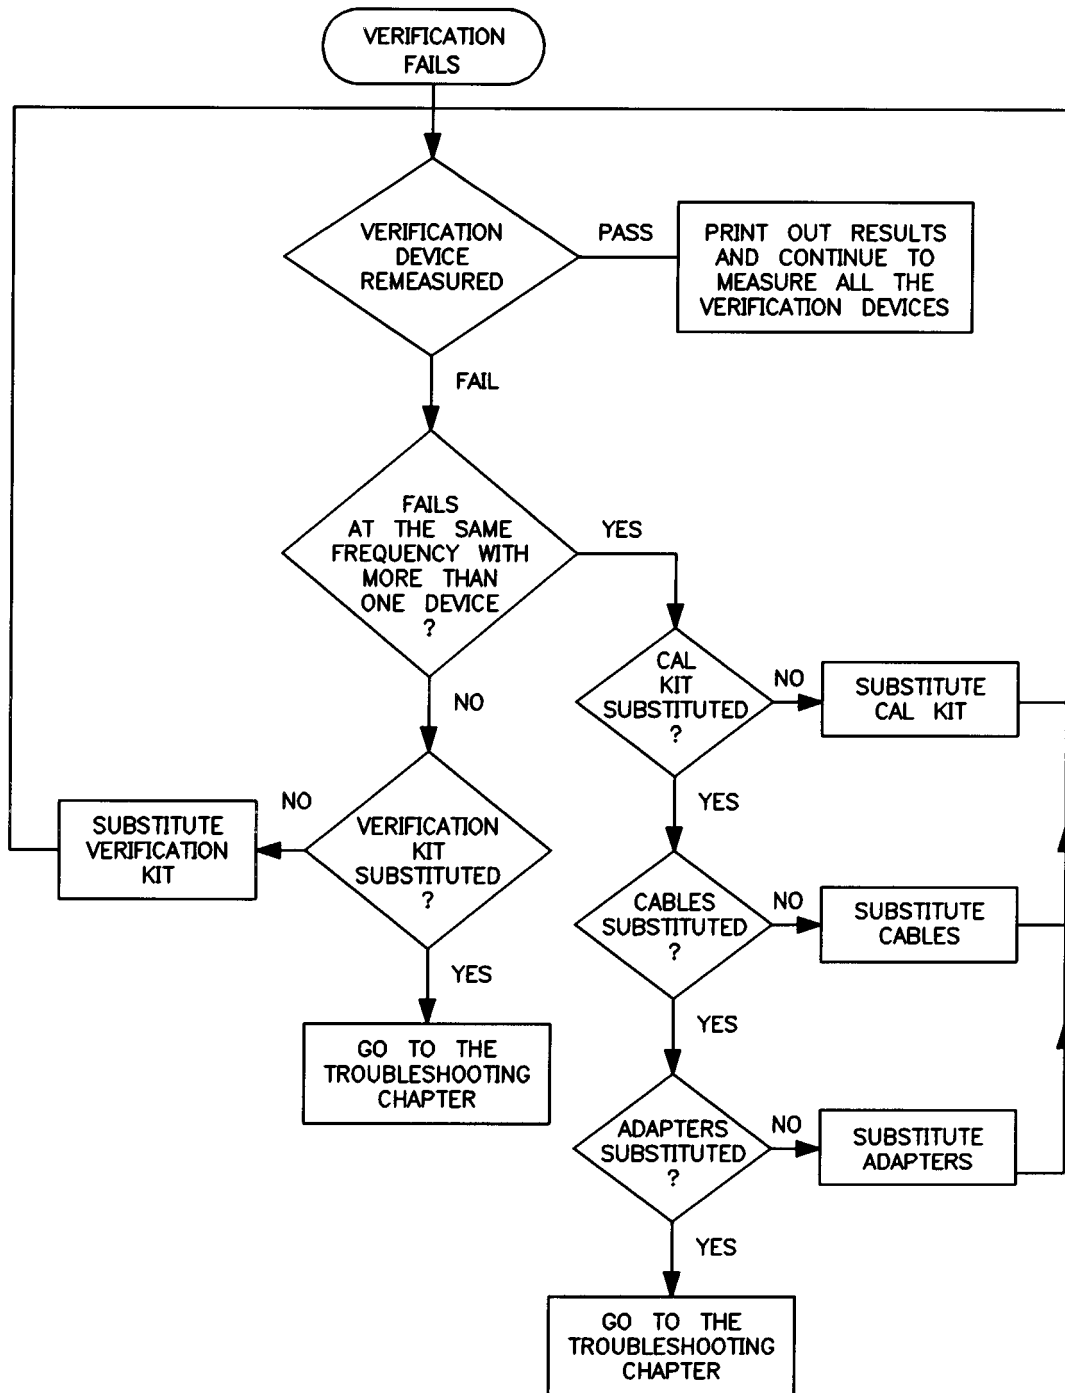 VERIFICATION
FAILS
VERIFICATION
DEVICE
REMEASURED
PASS
PRINT OUT RESULTS
AND CONTINUE TO
MEASURE ALL THE
VERIFICATION DEVICES
FAIL
FAILS
AT THE SAME
FREQUENCY WITH
MORE THAN
ONE DEVICE
?
YES
CAL
KIT
SUBSTITUTED
?
NO
SUBSTITUTE
CAL KIT
NO
VERIFICATION
KIT
SUBSTITUTED
?
NO
SUBSTITUTE
VERIFICATION
KIT
YES
CABLES
SUBSTITUTED
?
NO
SUBSTITUTE
CABLES
YES
GO TO THE
TROUBLESHOOTING
CHAPTER
YES
ADAPTERS
SUBSTITUTED
?
NO
SUBSTITUTE
ADAPTERS
YES
GO TO THE
TROUBLESHOOTING
CHAPTER